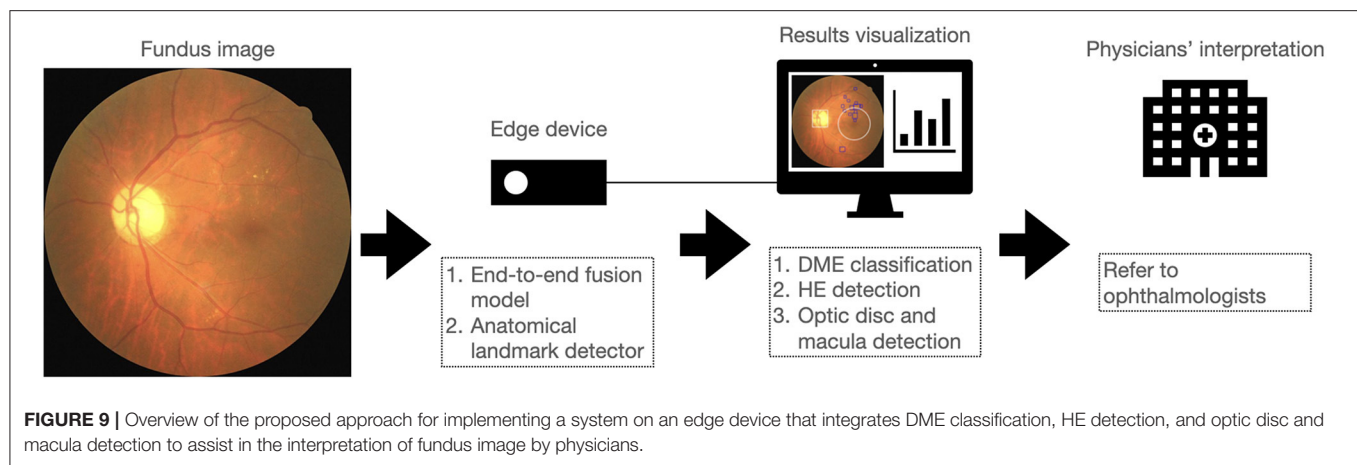 Fundus image
Edge device
1. End-to-end fusion
model
2. Anatomical
landmark detector
Results visualization
1. DME classification
2. HE detection
3. Optic disc and
macula detection
Physicians' interpretation
Refer to
ophthalmologists
FIGURE 9 | Overview of the proposed approach for implementing a system on an edge device that integrates DME classification, HE detection, and optic disc and
macula detection to assist in the interpretation of fundus image by physicians.